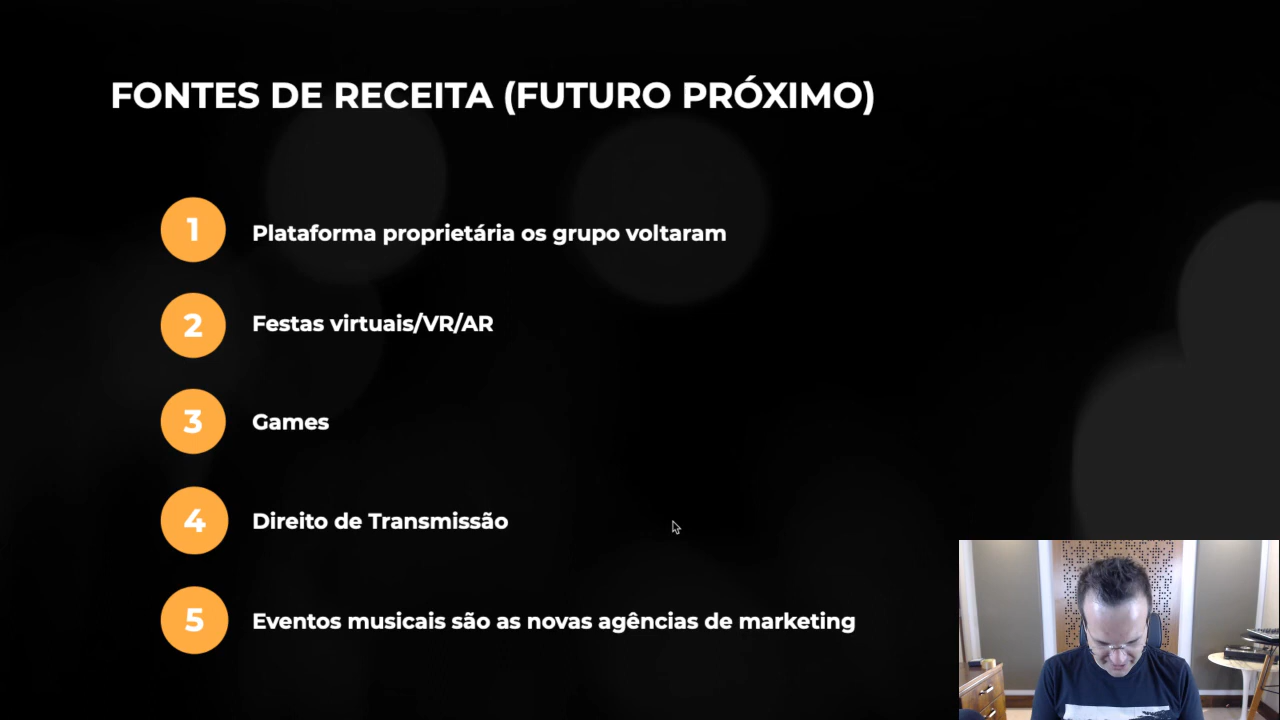 FONTES DE RECEITA (FUTURO PRÓXIMO)
1 Plataforma proprietária os grupo voltaram
2 Festas virtuais/VR/AR
3 Games
4 Direito de Transmissão
5 Eventos musicais são as novas agências de marketing